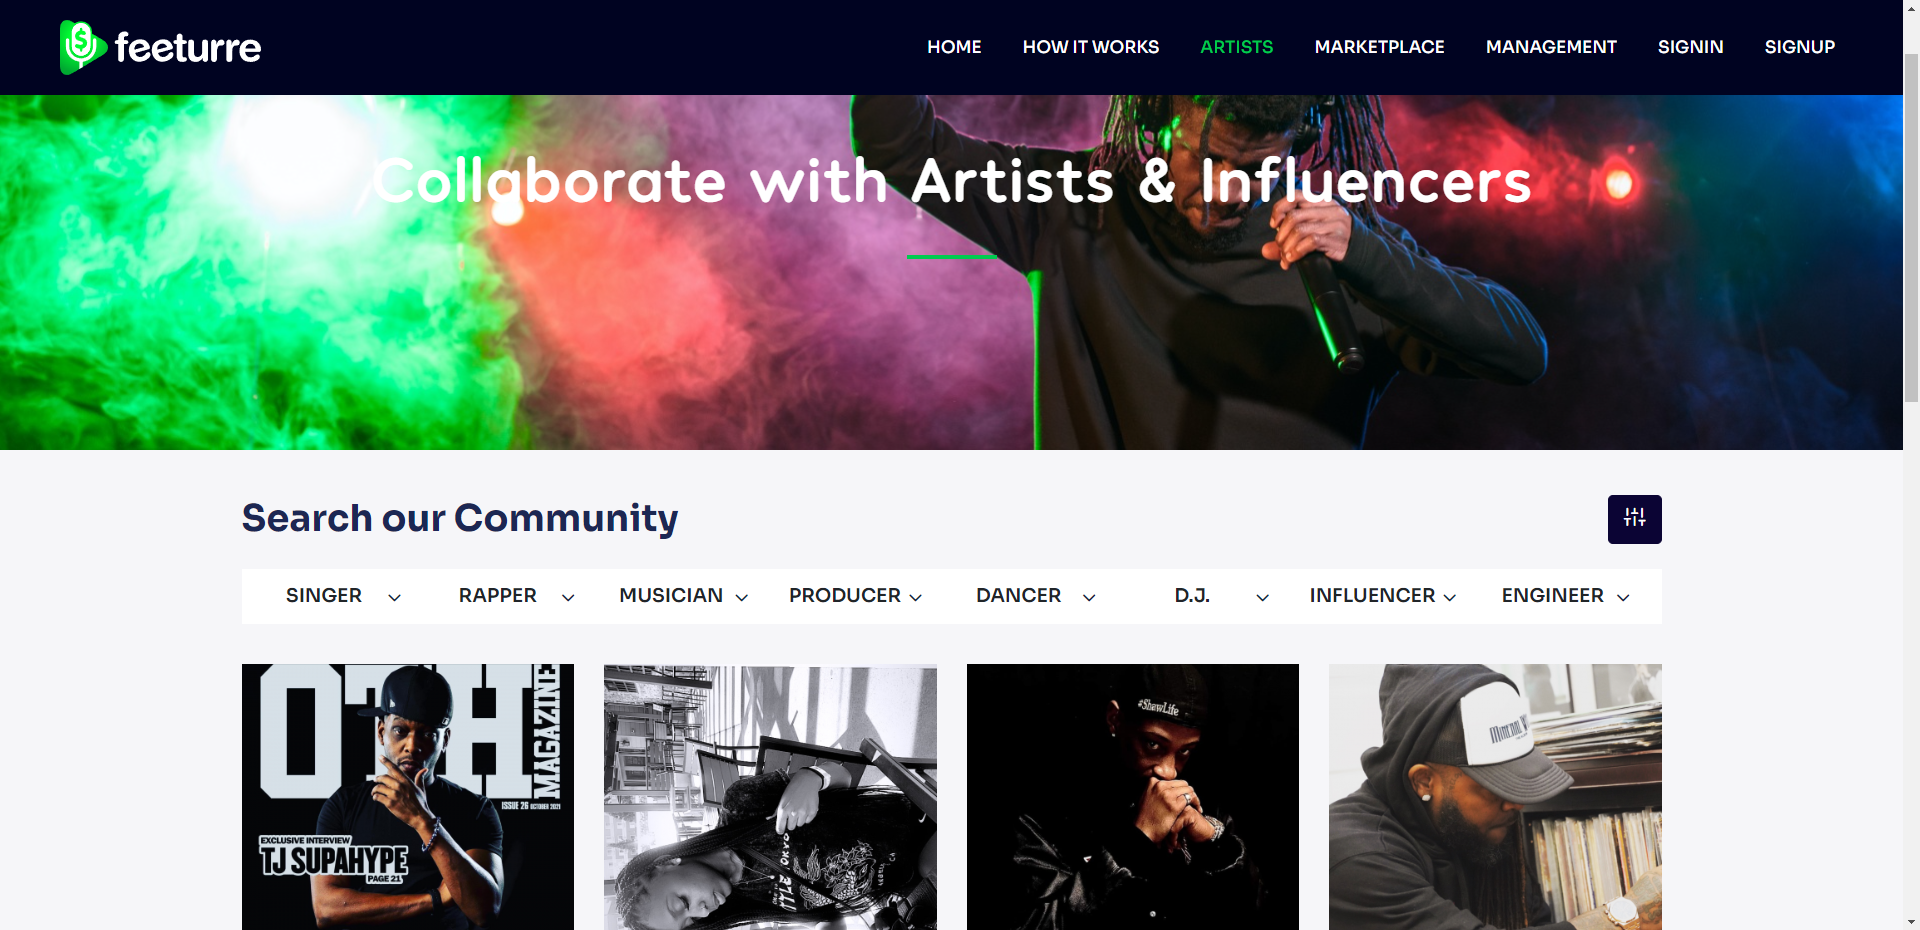 feeturre
HOME HOW IT WORKS ARTISTS MARKETPLACE MANAGEMENT SIGNIN SIGNUP
Collaborate with Artists & Influencers
Search our Community
SINGER RAPPER MUSICIAN PRODUCER DANCER D.J. INFLUENCER ENGINEER
OTH
MAGAZINE
ISSUE 26 OCTOBER 2021
EXCLUSIVE INTERVIEW
TJ SUPAHYPE
PAGE 21
#ShewLife